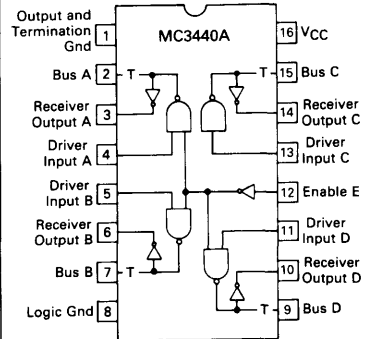 Output and
Termination
Gnd
1
MC3440A
16 VCC
Bus A 2 T
T 15 Bus C
Receiver
Output A
3
14
Receiver
Output C
Driver
Input A
4
13
Driver
Input C
Driver
Input B
5
12 Enable E
Receiver
Output B
6
11
Driver
Input D
10
Receiver
Output D
Bus B 7 T
Logic Gnd 8
T 9 Bus D